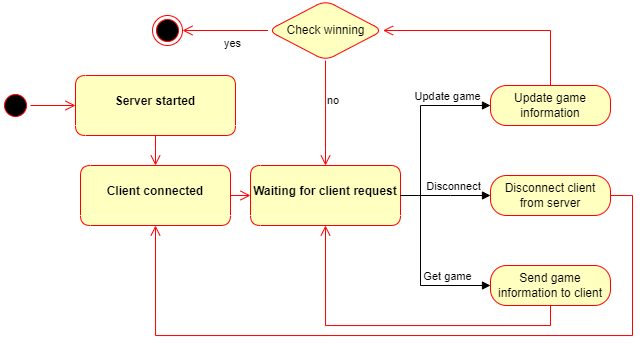 Check winning
yes
Server started
no
Update game
Update game
information
Client connected
Waiting for client request
Disconnect
Disconnect client
from server
Get game
Send game
information to client